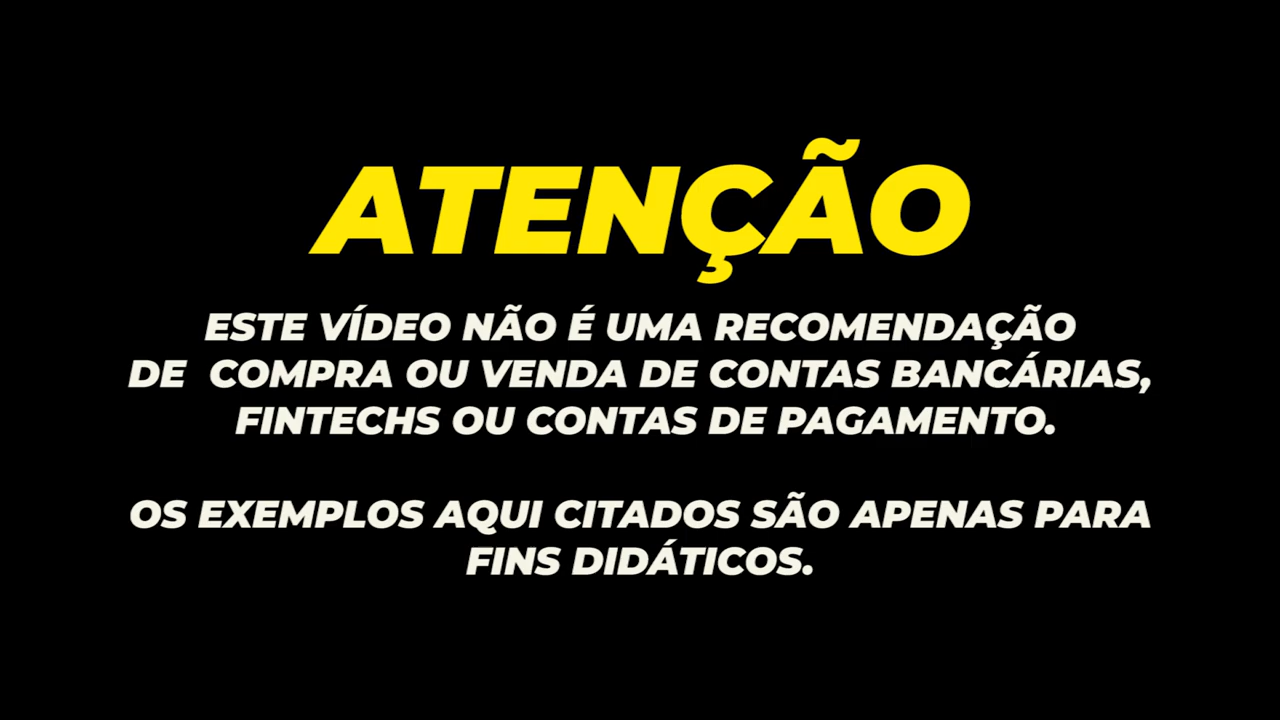 ATENÇÃO
ESTE VÍDEO NÃO É UMA RECOMENDAÇÃO
DE COMPRA OU VENDA DE CONTAS BANCÁRIAS,
FINTECHS OU CONTAS DE PAGAMENTO.
OS EXEMPLOS AQUI CITADOS SÃO APENAS PARA
FINS DIDÁTICOS.